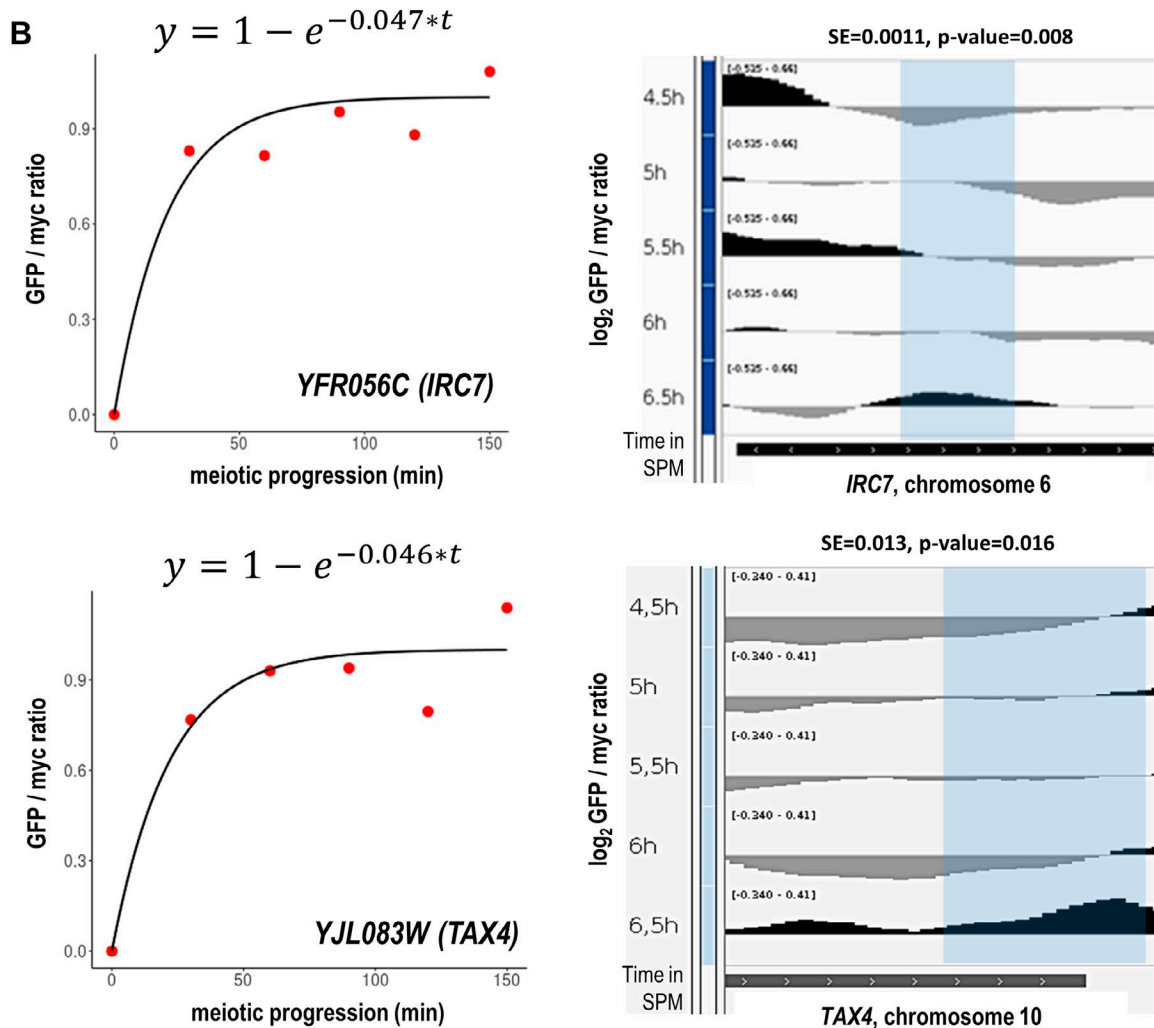 B
y = 1 − e^{−0.047*t}
GFP / myc ratio
0.9
0.6
0.3
0.0
YFR056C (IRC7)
0
50
100
150
meiotic progression (min)
SE=0.0011, p-value=0.008
log₂ GFP / myc ratio
4.5h
[-0.525 - 0.66]
5h
[-0.525 - 0.66]
5.5h
[-0.525 - 0.66]
6h
[-0.525 - 0.66]
6.5h
[-0.525 - 0.66]
Time in
SPM
IRC7, chromosome 6
y = 1 − e^{−0.046*t}
GFP / myc ratio
0.9
0.6
0.3
0.0
YJL083W (TAX4)
0
50
100
150
meiotic progression (min)
SE=0.013, p-value=0.016
log₂ GFP / myc ratio
4,5h
[-0.240 - 0.41]
5h
[-0.240 - 0.41]
5,5h
[-0.240 - 0.41]
6h
[-0.240 - 0.41]
6,5h
[-0.240 - 0.41]
Time in
SPM
TAX4, chromosome 10